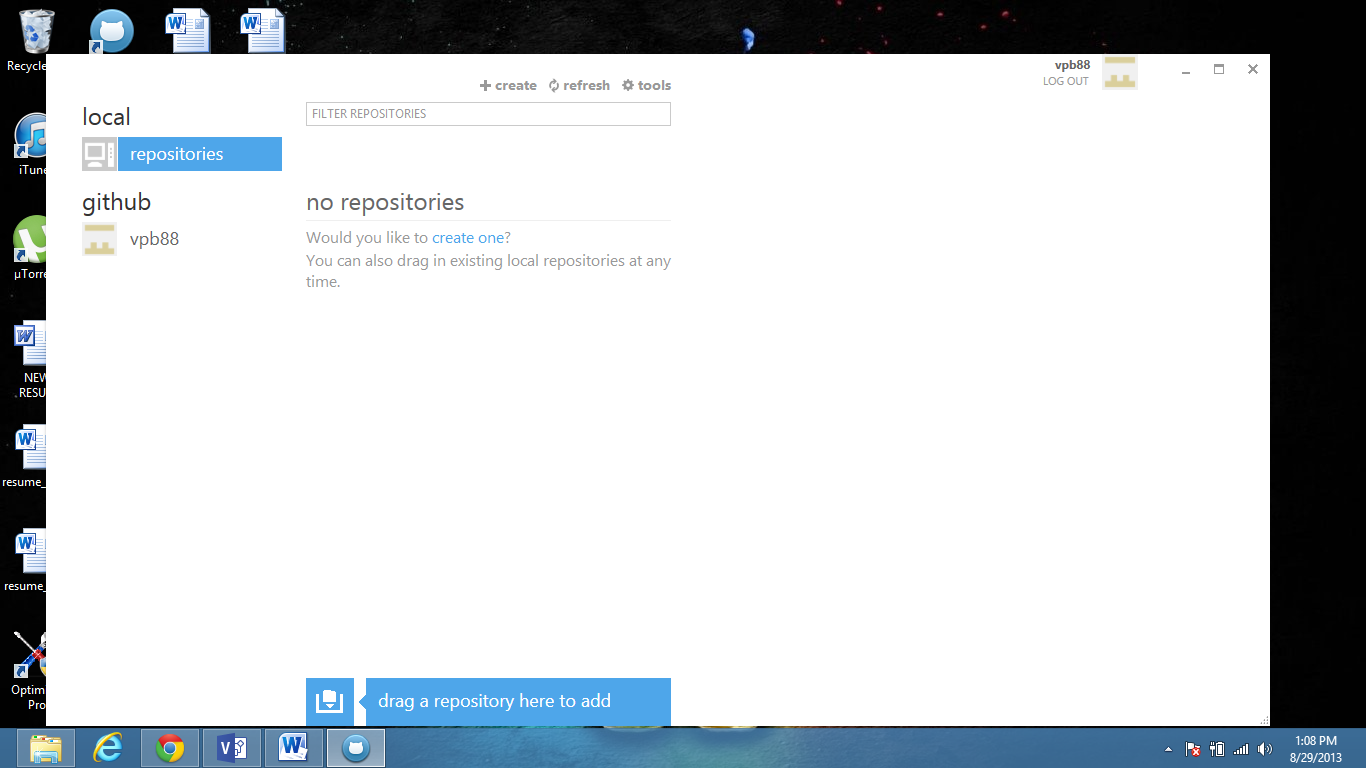 Recycle
iTune
µTorre
NEW
RESU
resume_
resume_
Optim
Pro
vpb88
LOG OUT
create refresh tools
FILTER REPOSITORIES
local
repositories
github
vpb88
no repositories
Would you like to create one?
You can also drag in existing local repositories at any
time.
drag a repository here to add
1:08 PM
8/29/2013